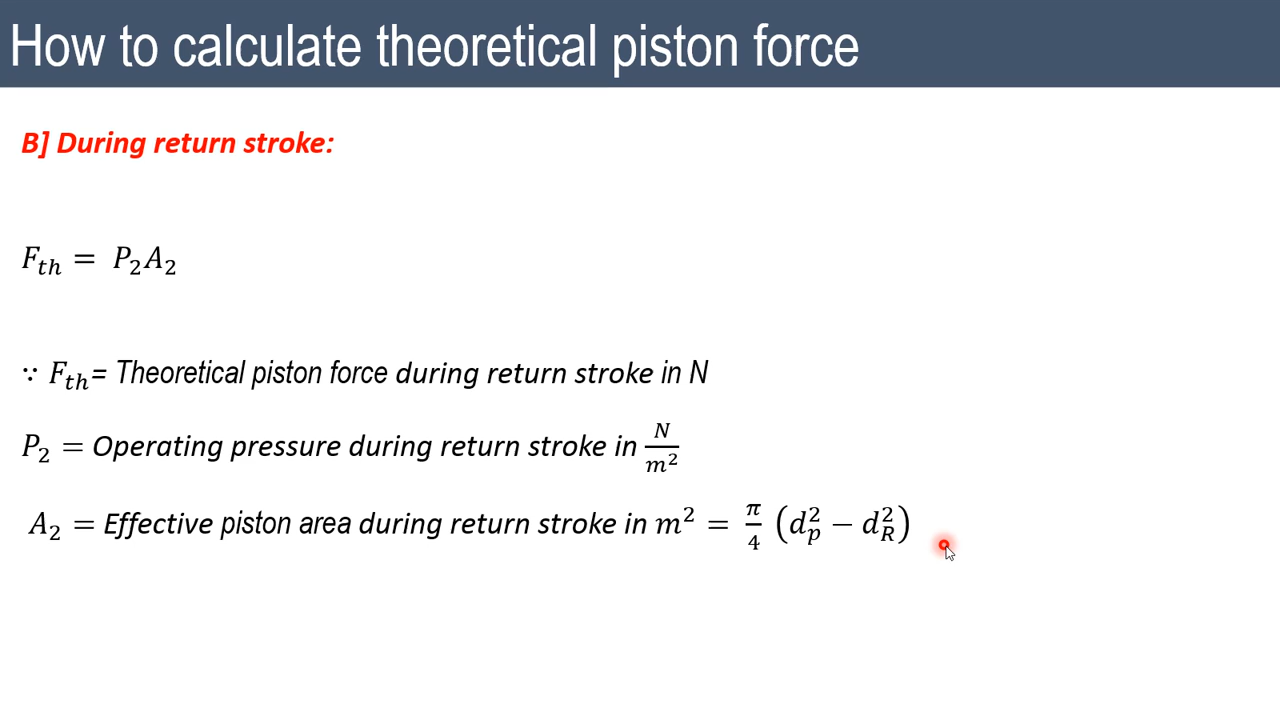 How to calculate theoretical piston force
B] During return stroke:
F_th = P_2A_2
∵ F_th= Theoretical piston force during return stroke in N
P_2 = Operating pressure during return stroke in N/m^2
A_2 = Effective piston area during return stroke in m^2 = π/4 (d_p^2 − d_R^2)